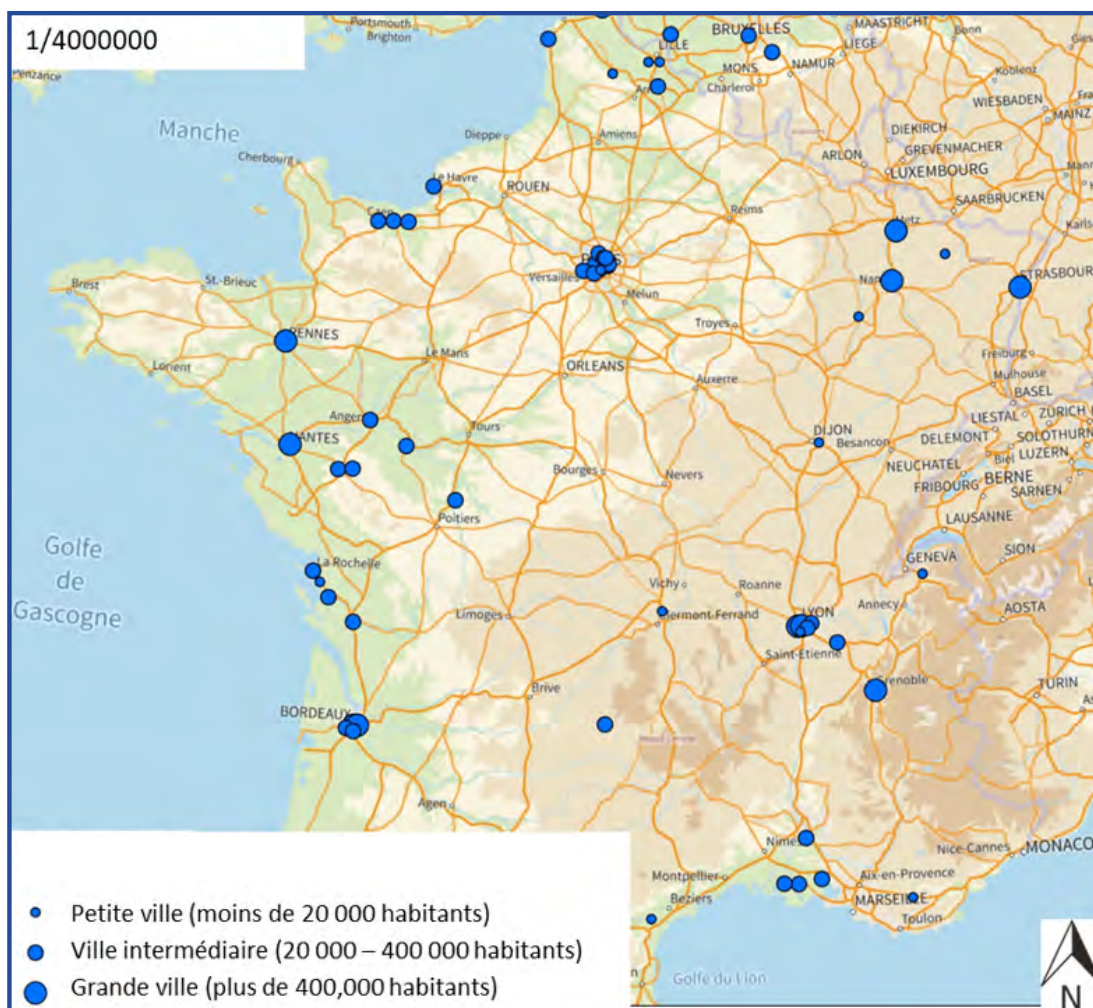 1/4000000
Portsmouth
Brighton
Penzance
BRUXELLES
MAASTRICHT
LIEGE
Bonn
LILLE
MONS
NAMUR
Charleroi
Koblenz
WIESBADEN
MAINZ
Manche
Dieppe
Amiens
DIEKIRCH
GREVENMACHER
ARLON
LUXEMBOURG
Cherbourg
Le Havre
ROUEN
Reims
SAARBRUCKEN
Metz
Versailles
Melun
Troyes
Brest
St.-Brieuc
RENNES
Lorient
Le Mans
ORLEANS
Auxerre
Freiburg
Mulhouse
BASEL
LIESTAL
ZÜRICH
Angers
NANTES
Tours
Bourges
Nevers
DIJON
Besancon
DELEMONT
SOLOTHURN
Biel
LUZERN
NEUCHATEL
BERNE
FRIBOURG
SARNEN
LAUSANNE
Poitiers
Golfe
de
Gascogne
La Rochelle
Vichy
Roanne
GENEVA
SION
Annecy
AOSTA
Limoges
Clermont-Ferrand
LYON
Saint-Etienne
Grenoble
TURIN
Brive
BORDEAUX
Agen
Nimes
Nice-Cannes
MONACO
Montpellier
Aix-en-Provence
Beziers
MARSEILLE
Toulon
Golfe du Lion
Petite ville (moins de 20 000 habitants)
Ville intermédiaire (20 000 – 400 000 habitants)
Grande ville (plus de 400,000 habitants)
N